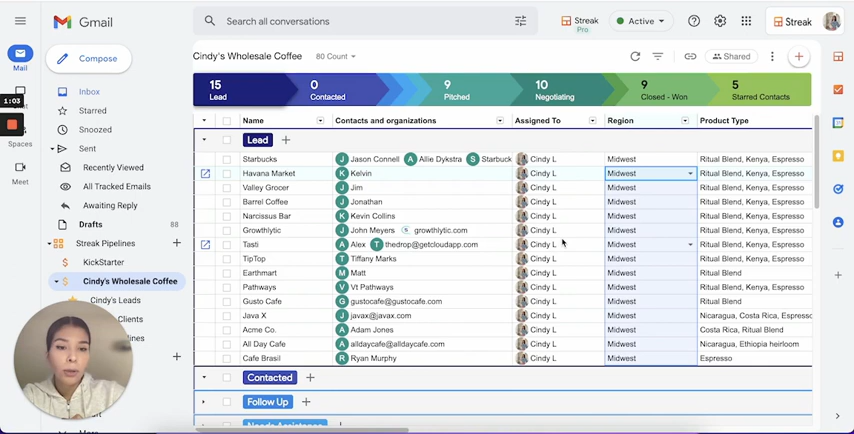 Gmail
Search all conversations
Streak
Pro
Active
Streak
Mail
1:03
Spaces
Meet
Compose
Inbox
Starred
Snoozed
Sent
Recently Viewed
All Tracked Emails
Awaiting Reply
Drafts 88
Streak Pipelines
KickStarter
Cindy's Wholesale Coffee
Cindy's Leads
Clients
Cindy's Wholesale Coffee 80 Count
Shared
15 0 9 10 9 5
Lead Contacted Pitched Negotiating Closed - Won Starred Contacts
Name Contacts and organizations Assigned To Region Product Type
Lead
Starbucks J Jason Connell A Allie Dykstra S Starbuck Cindy L Midwest Ritual Blend, Kenya, Espresso
Havana Market K Kelvin Cindy L Midwest Ritual Blend, Kenya, Espresso
Valley Grocer J Jim Cindy L Midwest Ritual Blend, Kenya, Espresso
Barrel Coffee J Jonathan Cindy L Midwest Ritual Blend, Kenya, Espresso
Narcissus Bar K Kevin Collins Cindy L Midwest Ritual Blend, Kenya, Espresso
Growthlytic J John Meyers S growthlytic.com Cindy L Midwest Ritual Blend, Kenya, Espresso
Tasti A Alex T thedrop@getcloudapp.com Cindy L Midwest Ritual Blend, Kenya, Espresso
TipTop T Tiffany Marks Cindy L Midwest Ritual Blend, Kenya, Espresso
Earthmart M Matt Cindy L Midwest Ritual Blend
Pathways V Vt Pathways Cindy L Midwest Ritual Blend, Kenya, Espresso
Gusto Cafe G gustocafe@gustocafe.com Cindy L Midwest Ritual Blend
Java X J javax@javax.com Cindy L Midwest Nicaragua, Costa Rica, Espresso
Acme Co. A Adam Jones Cindy L Midwest Costa Rica, Ritual Blend
All Day Cafe A alldaycafe@alldaycafe.com Cindy L Midwest Nicaragua, Ethiopia heirloom
Cafe Brasil R Ryan Murphy Cindy L Midwest Espresso
Contacted
Follow Up
Needs Assistance